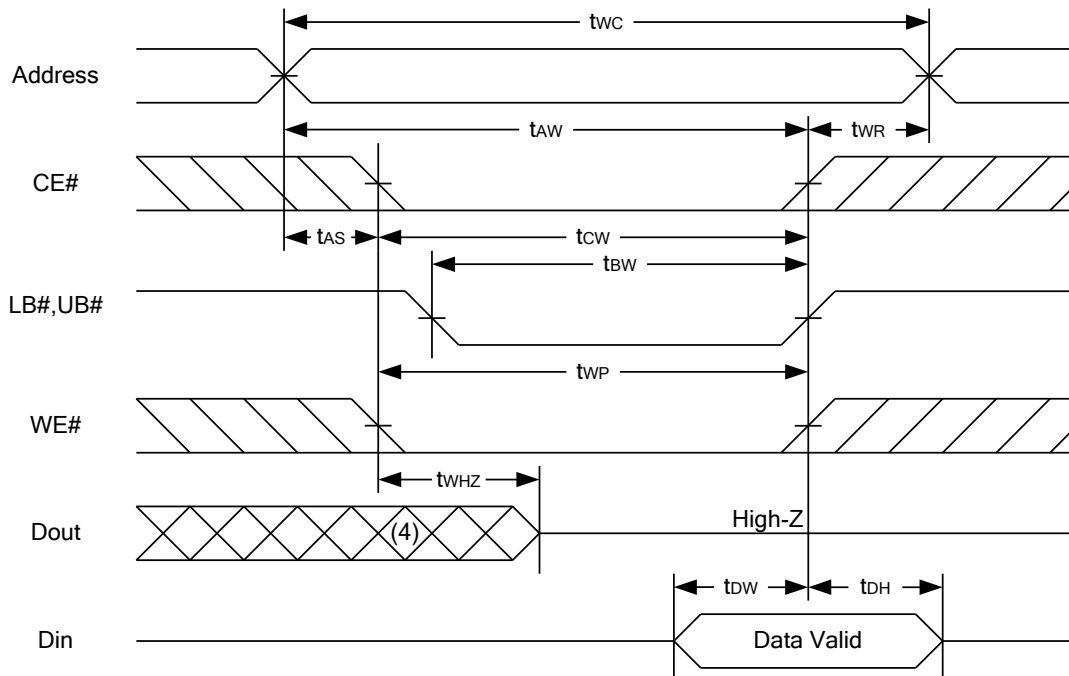 tWC
Address
tAW
tWR
CE#
tAS
tCW
tBW
LB#,UB#
tWP
WE#
tWHZ
Dout
(4)
High-Z
tDW
tDH
Din
Data Valid